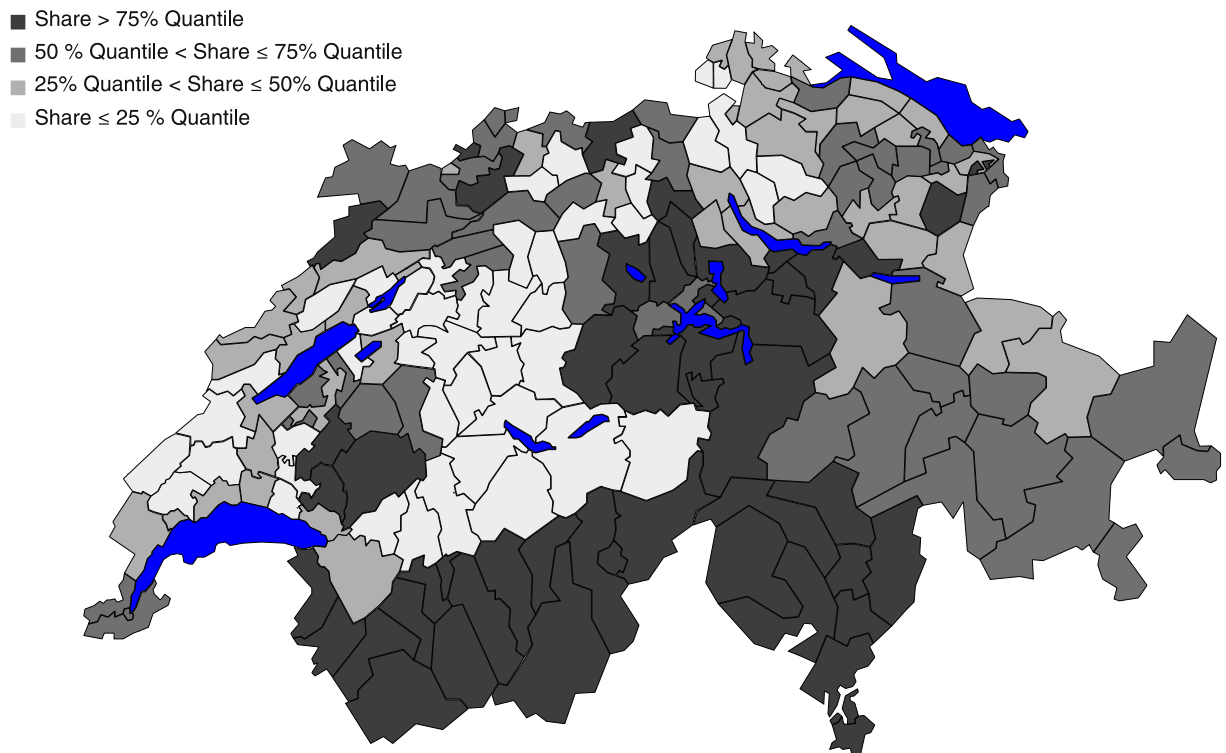 Share > 75% Quantile
50 % Quantile < Share ≤ 75% Quantile
25% Quantile < Share ≤ 50% Quantile
Share ≤ 25 % Quantile